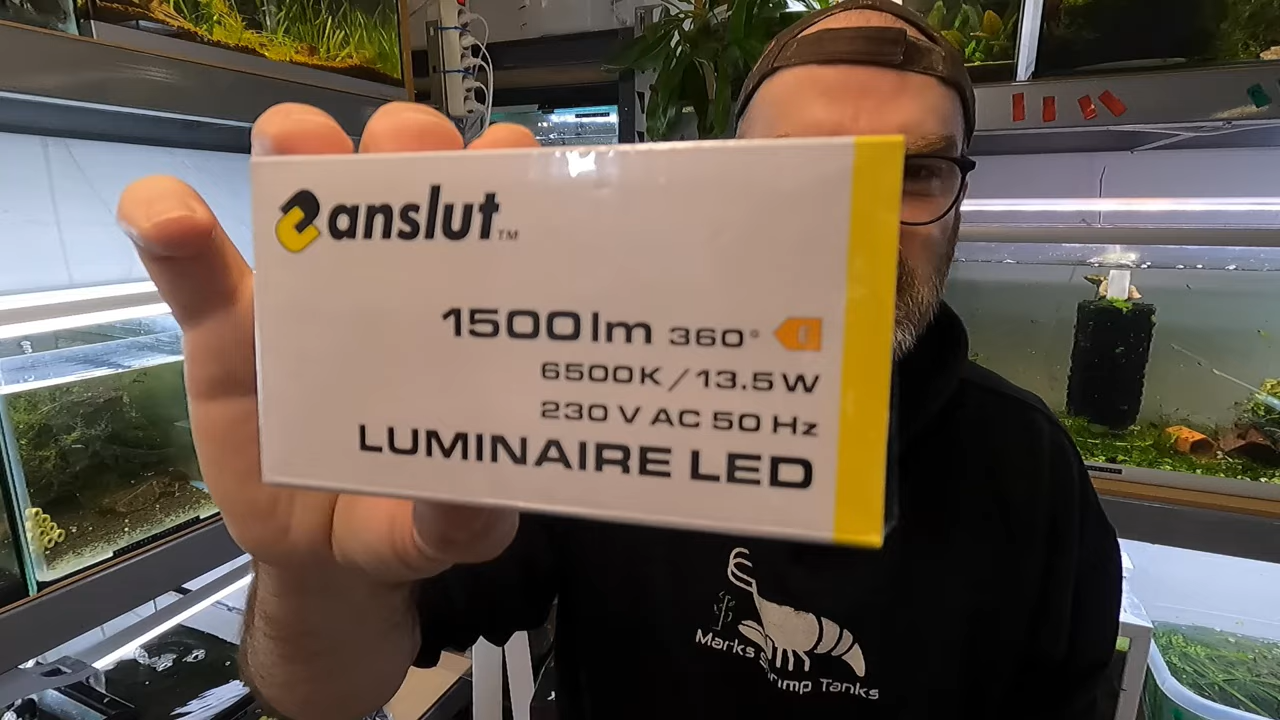 anslut™
1500 lm 360°
6500K / 13.5 W
230 V AC 50 Hz
LUMINAIRE LED
Marks Shrimp Tanks